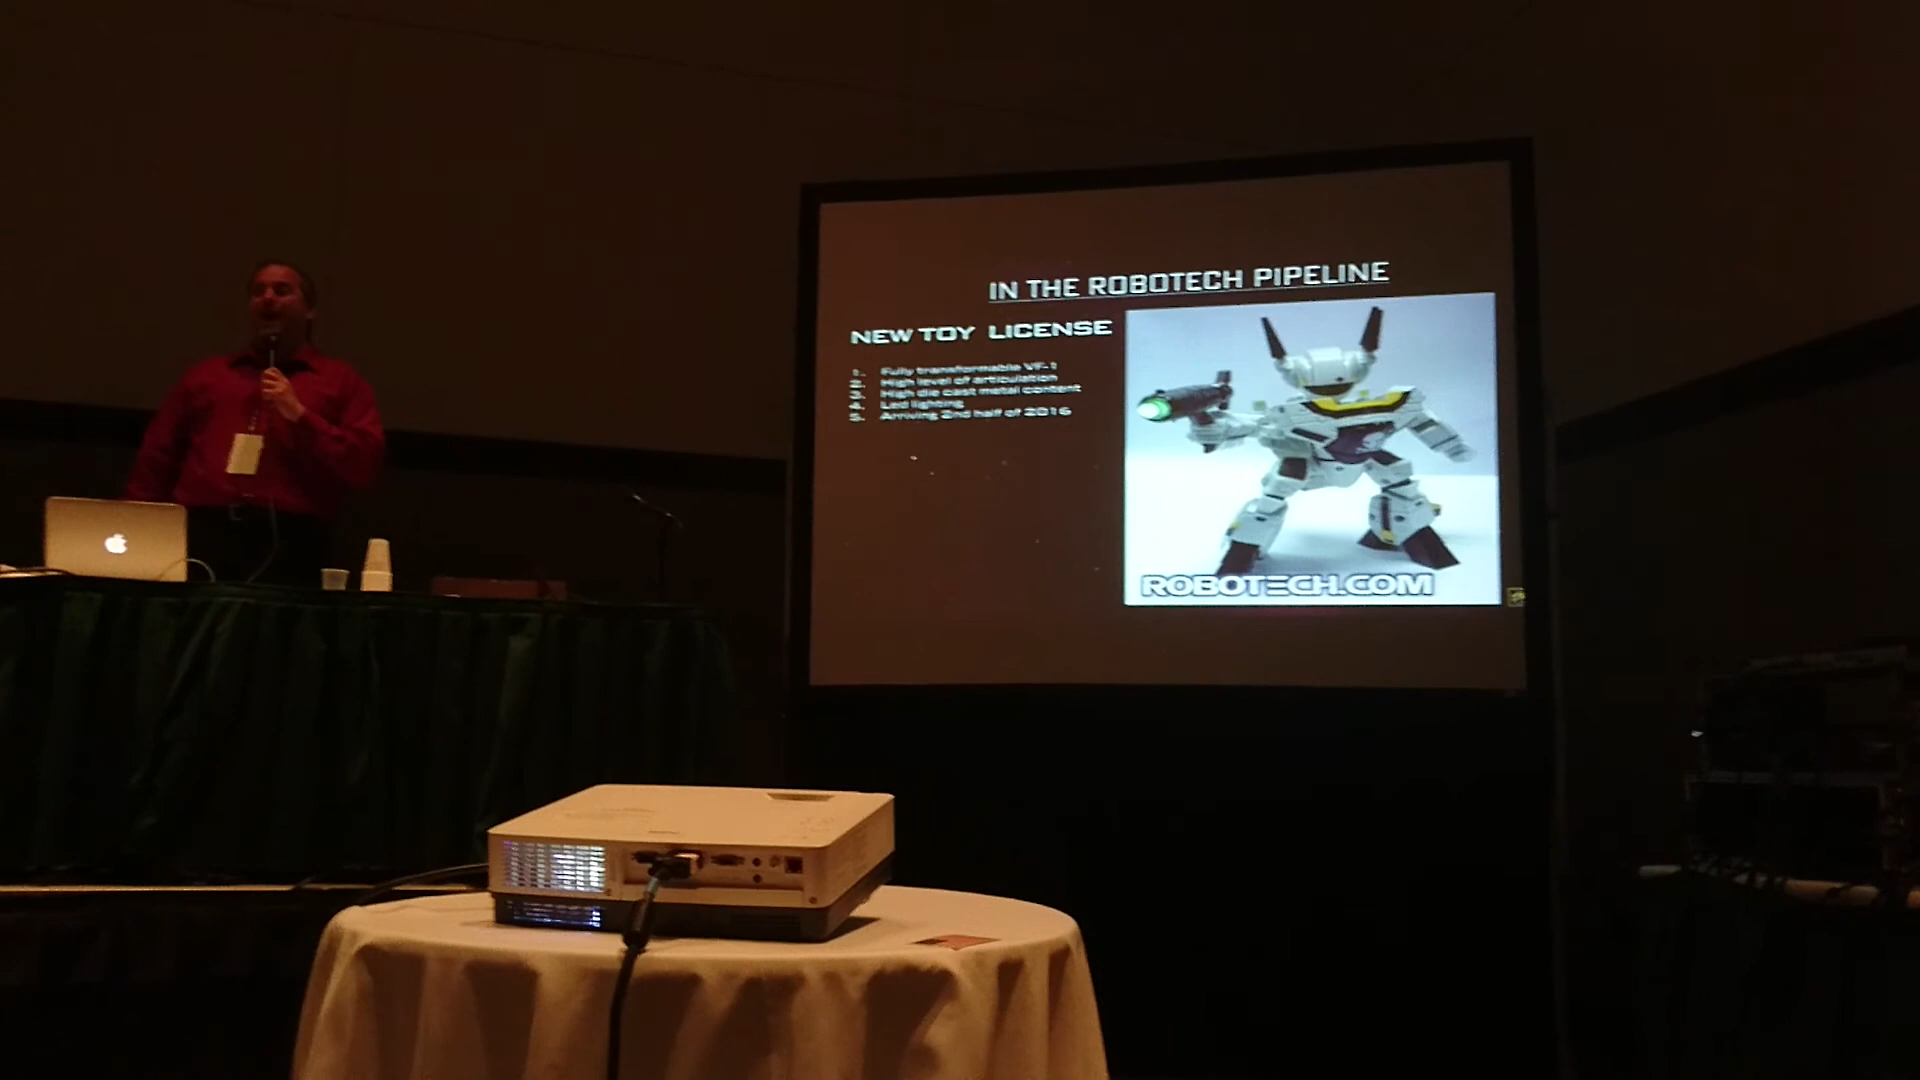 IN THE ROBOTECH PIPELINE
NEW TOY LICENSE
1. Fully transformable VF-1
2. High level of articulation
3. High die cast metal content
4. Led lighting
5. Arriving 2nd half of 2016
ROBOTECH.COM